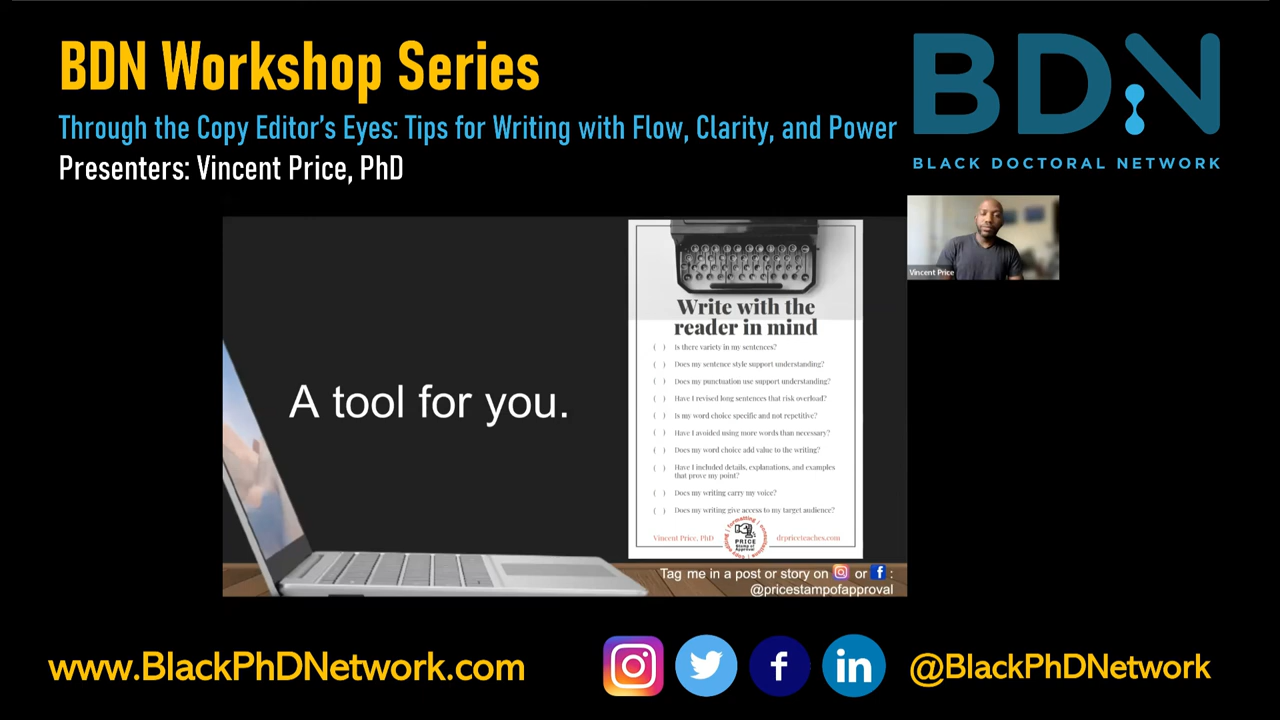 BDN Workshop Series
Through the Copy Editor's Eyes: Tips for Writing with Flow, Clarity, and Power
Presenters: Vincent Price, PhD
BDN
BLACK DOCTORAL NETWORK
Vincent Price
A tool for you.
Write with the
reader in mind
( ) Is there variety in my sentences?
( ) Does my sentence style support understanding?
( ) Does my punctuation use support understanding?
( ) Have I revised long sentences that risk overload?
( ) Is my word choice specific and not repetitive?
( ) Have I avoided using more words than necessary?
( ) Does my word choice add value to the writing?
( ) Have I included details, explanations, and examples
that prove my point?
( ) Does my writing carry my voice?
( ) Does my writing give access to my target audience?
Vincent Price, PhD
PRICE
Stamp of
Approval
drpriceteaches.com
Tag me in a post or story on or :
@pricestampofapproval
www.BlackPhDNetwork.com
@BlackPhDNetwork